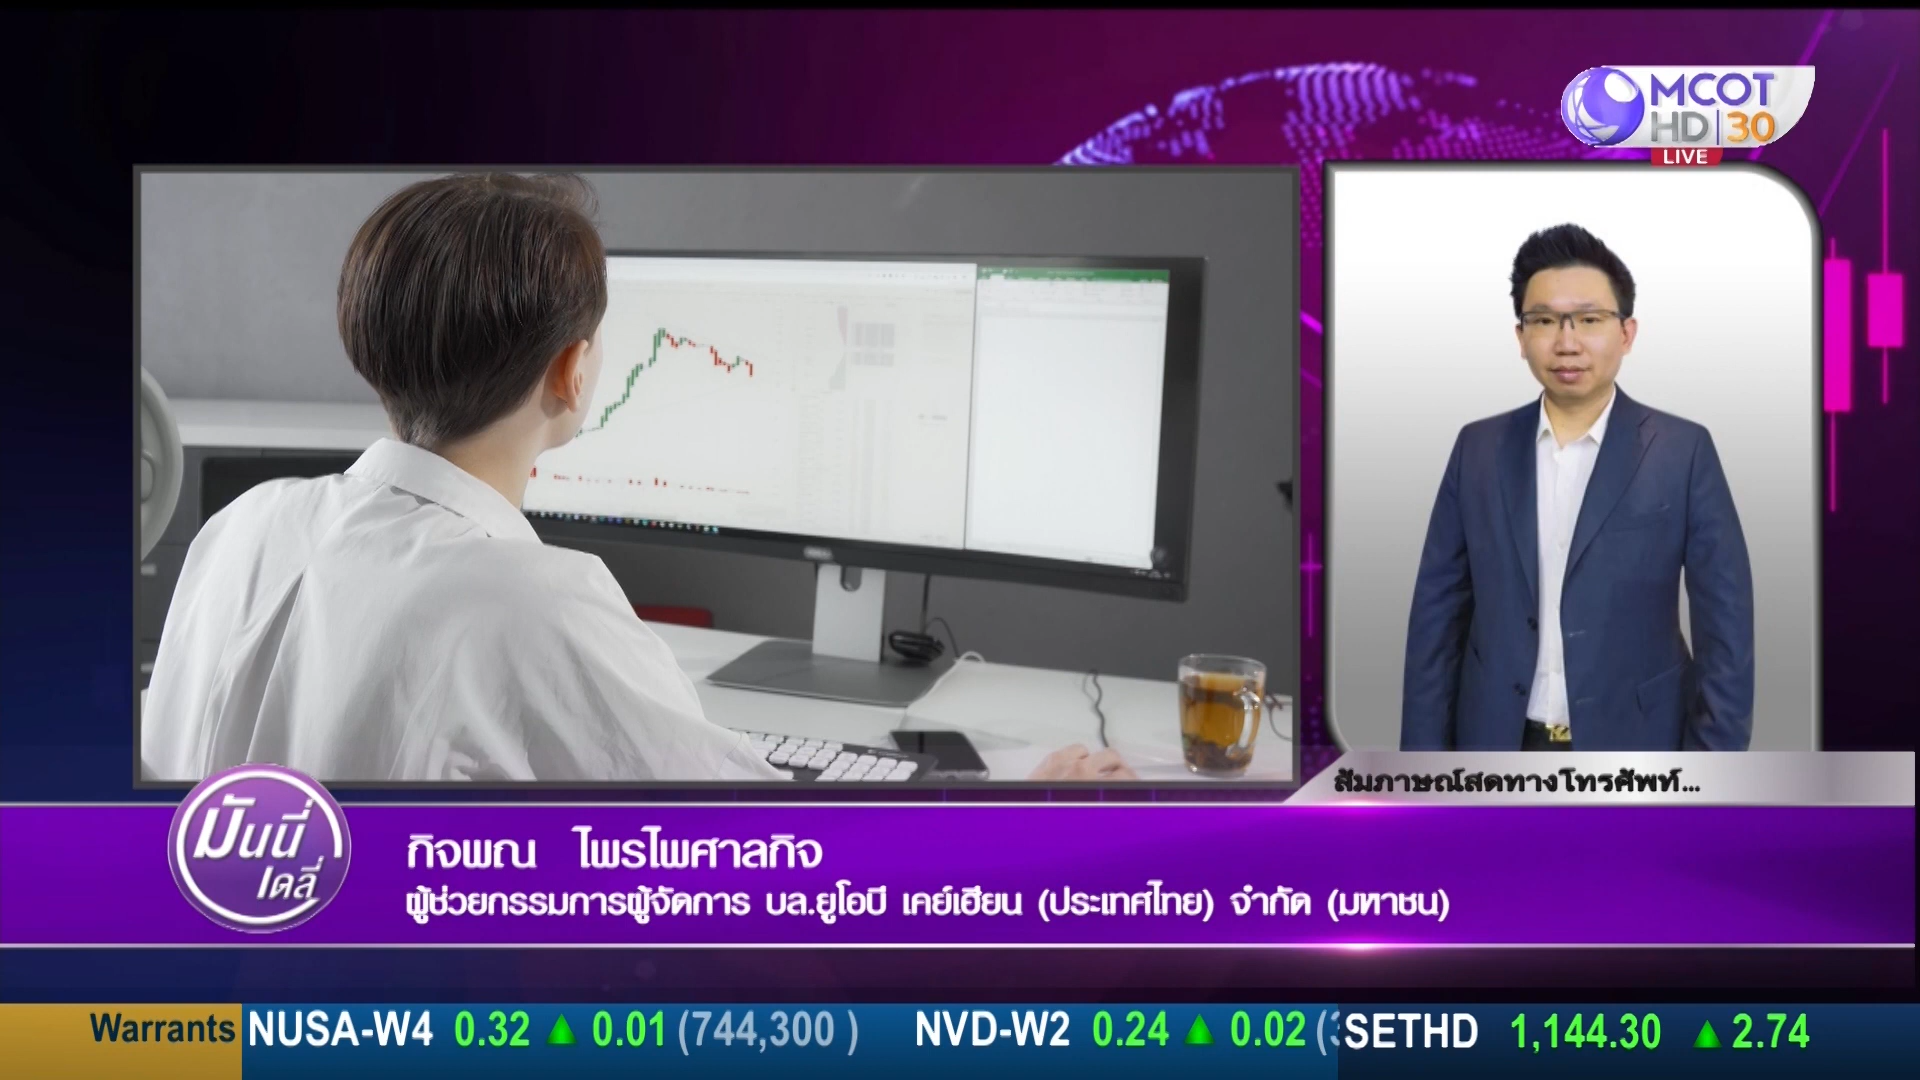 MCOT
HD 30
LIVE
สัมภาษณ์สดทางโทรศัพท์...
มันนี่
เดลี่
กิจพณ ไพรไพศาลกิจ
ผู้ช่วยกรรมการผู้จัดการ บล.ยูโอบี เคย์เฮียน (ประเทศไทย) จำกัด (มหาชน)
Warrants NUSA-W4 0.32 ▲ 0.01 (744,300 ) NVD-W2 0.24 ▲ 0.02 ( SETHD 1,144.30 ▲ 2.74